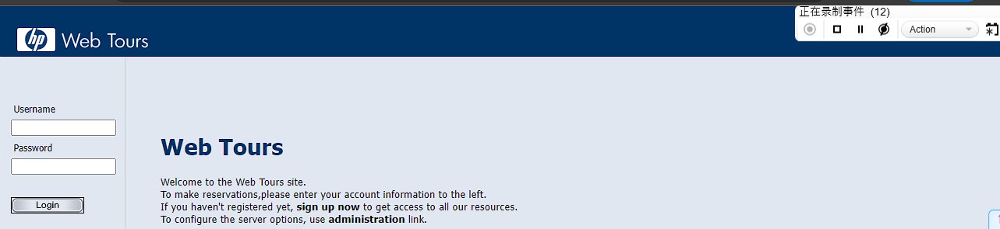 正在录制事件 (12)
hp Web Tours
Action
Username
Password
Login
Web Tours
Welcome to the Web Tours site.
To make reservations,please enter your account information to the left.
If you haven't registered yet, sign up now to get access to all our resources.
To configure the server options, use administration link.